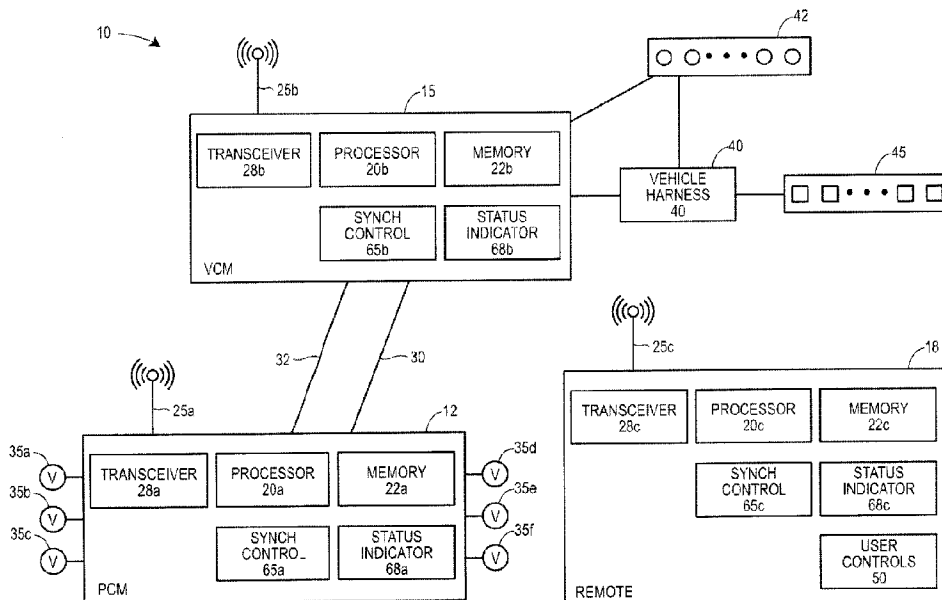 10
42
25b
15
TRANSCEIVER
28b
PROCESSOR
20b
MEMORY
22b
40
45
VEHICLE
HARNESS
40
SYNCH
CONTROL
65b
STATUS
INDICATOR
68b
VCM
32
30
25c
18
25a
12
TRANSCEIVER
28c
PROCESSOR
20c
MEMORY
22c
35a
V
35b
V
35c
V
TRANSCEIVER
28a
PROCESSOR
20a
MEMORY
22a
35d
V
35e
V
35f
V
SYNCH
CONTROL
65c
STATUS
INDICATOR
68c
SYNCH
CONTROL
65a
STATUS
INDICATOR
68a
PCM
USER
CONTROLS
50
REMOTE